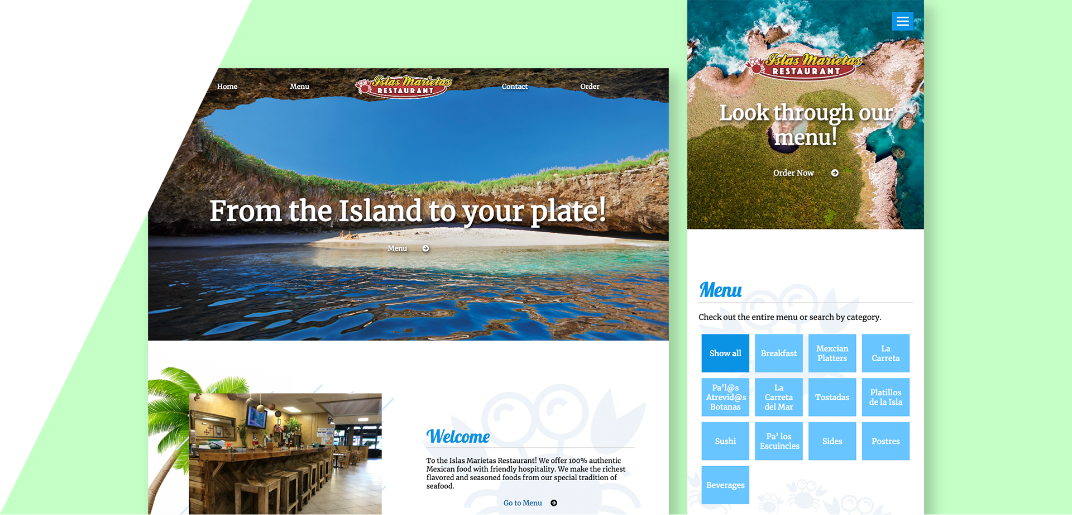 Home
Menu
Islas Marietas
RESTAURANT
Contact
Order
From the Island to your plate!
Menu
Welcome
To the Islas Marietas Restaurant! We offer 100% authentic
Mexican food with friendly hospitality. We make the richest
flavored and seasoned foods from our special tradition of
seafood.
Go to Menu
Islas Marietas
RESTAURANT
Look through our
menu!
Order Now
Menu
Check out the entire menu or search by category.
Show all
Breakfast
Mexcian
Platters
La
Carreta
Pa'l@s
Atrevid@s
Botanas
La
Carreta
del Mar
Tostadas
Platillos
de la Isla
Sushi
Pa' los
Escuincles
Sides
Postres
Beverages